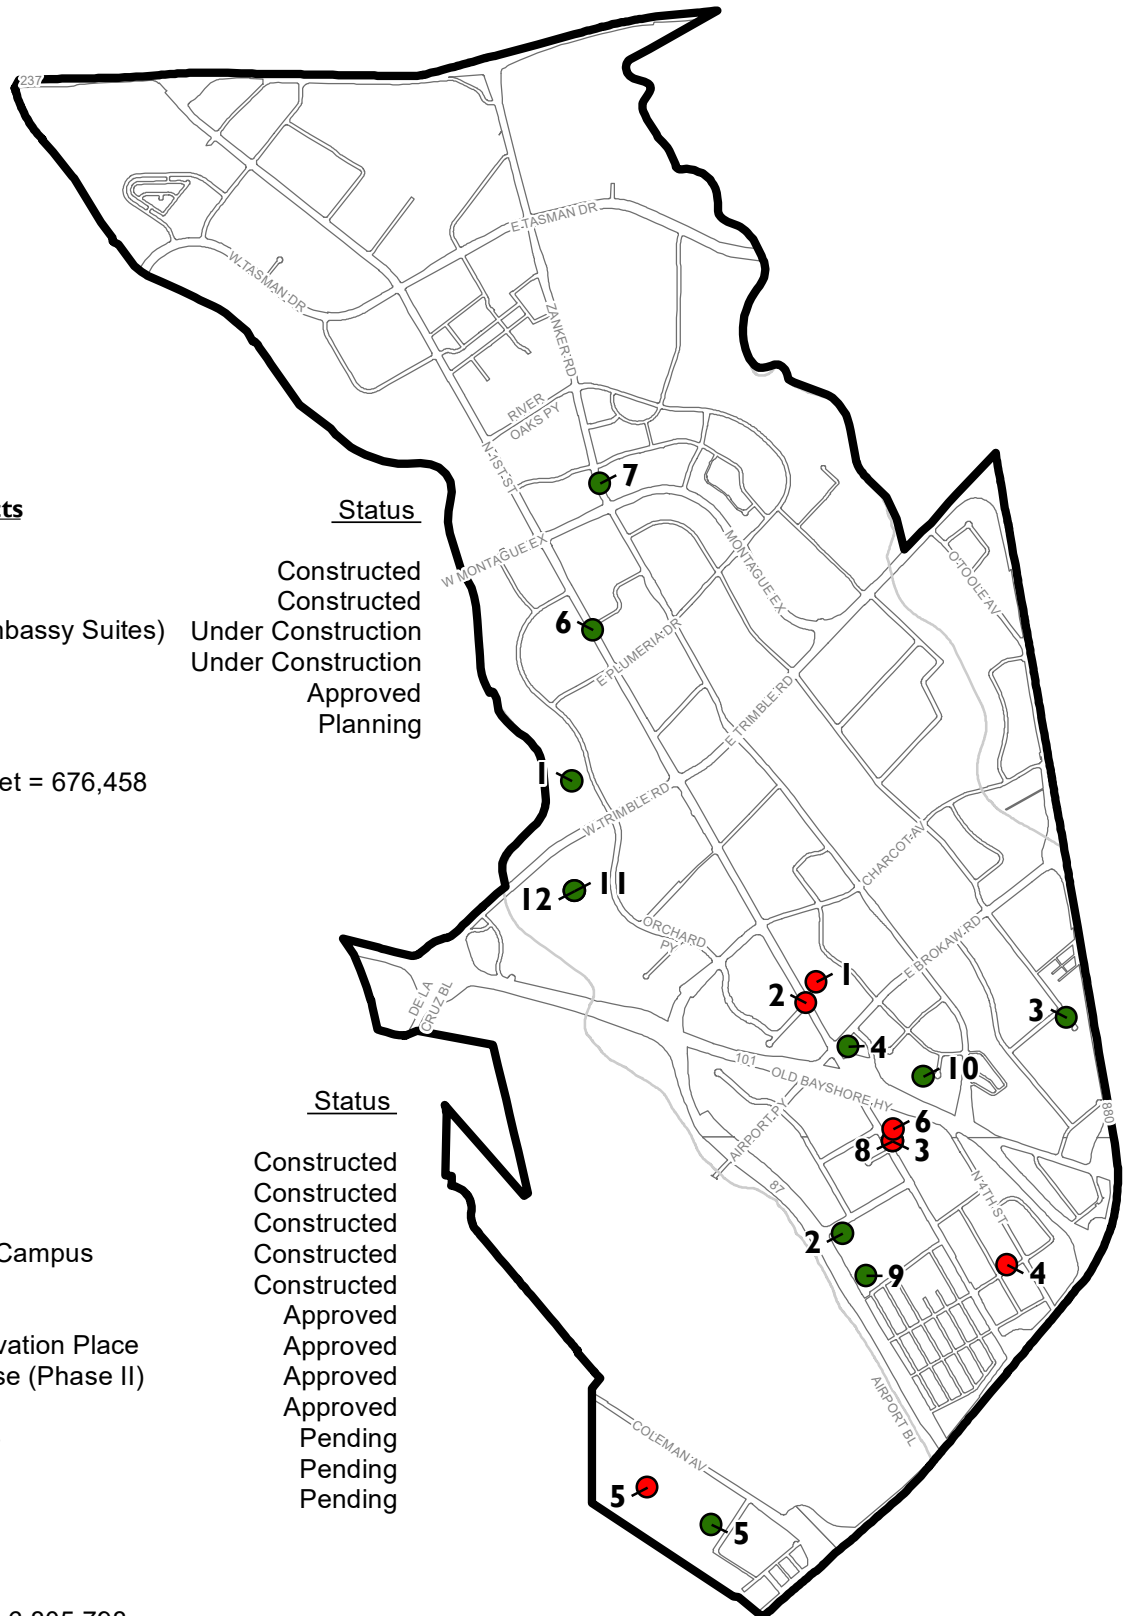 237
E TASMAN DR
W TASMAN DR
ZANKER RD
RIVER
OAKS PY
N 1ST ST
7
W MONTAGUE EX
MONTAGUE EX
O'TOOLE AV
6
E PLUMERIA DR
E TRIMBLE RD
1
W TRIMBLE RD
CHARCOT AV
12
11
ORCHARD
PY
E BROKAW RD
DE LA
CRUZ BL
1
2
3
4
101
OLD BAYSHORE HY
10
880
AIRPORT PY
6
8
3
87
N 4TH ST
2
9
4
AIRPORT BL
COLEMAN AV
5
5
cts
Status
Constructed
Constructed
mbassy Suites) Under Construction
Under Construction
Approved
Planning
et = 676,458
Status
Constructed
Constructed
Constructed
Campus Constructed
Constructed
Approved
vation Place Approved
se (Phase II) Approved
Approved
Pending
Pending
Pending